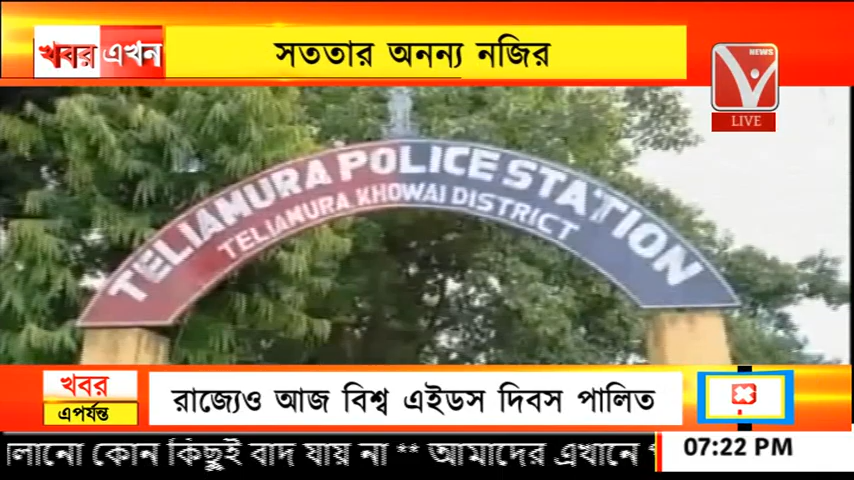 খবর এখন
সততার অনন্য নজির
NEWS
V
LIVE
TELIAMURA POLICE STATION
TELIAMURA KHOWAI DISTRICT
খবর
এপর্যন্ত
রাজ্যেও আজ বিশ্ব এইডস দিবস পালিত
কোন কিছুই বাদ যায় না ** আমাদের এখানে
07:22 PM